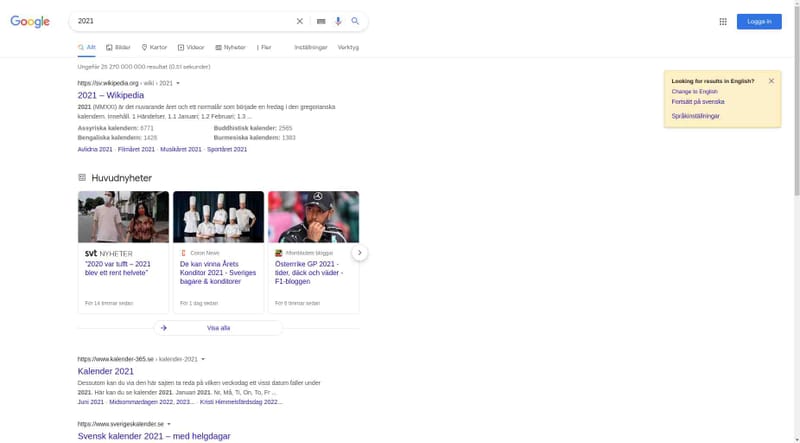 Google
2021
Logga in
Allt
Bilder
Kartor
Videor
Nyheter
Fler
Inställningar
Verktyg
Ungefär 25 270 000 000 resultat (0,51 sekunder)
Looking for results in English?
Change to English
Fortsätt på svenska
Språkinställningar
https://sv.wikipedia.org › wiki › 2021
2021 – Wikipedia
2021 (MMXXI) är det nuvarande året och ett normalår som började en fredag i den gregorianska
kalendern. Innehåll. 1 Händelser. 1.1 Januari; 1.2 Februari; 1.3 ...
Assyriska kalendern: 6771
Buddhistisk kalender: 2565
Bengaliska kalendern: 1428
Burmesiska kalendern: 1383
Avlidna 2021 · Filmåret 2021 · Musikåret 2021 · Sportåret 2021
Huvudnyheter
svt NYHETER
"2020 var tufft – 2021
blev ett rent helvete"
För 14 timmar sedan
News
De kan vinna Årets
Konditor 2021 - Sveriges
bagare & konditorer
För 1 dag sedan
Aftonbladets bloggar
Österrike GP 2021 -
tider, däck och väder -
F1-bloggen
För 6 timmar sedan
Visa alla
https://www.kalender-365.se › kalender-2021
Kalender 2021
Dessutom kan du via den här sajten ta reda på vilken veckodag ett visst datum faller under
2021. Här kan du se kalender 2021. Januari 2021. Nr, Må, Ti, On, To, Fr ...
Juni 2021 · Midsommardagen 2022, 2023... · Kristi Himmelsfärdsdag 2022...
https://www.sverigeskalender.se
Svensk kalender 2021 – med helgdagar